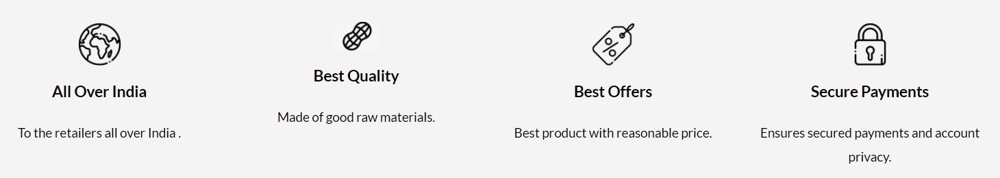 All Over India
To the retailers all over India .
Best Quality
Made of good raw materials.
Best Offers
Best product with reasonable price.
Secure Payments
Ensures secured payments and account
privacy.